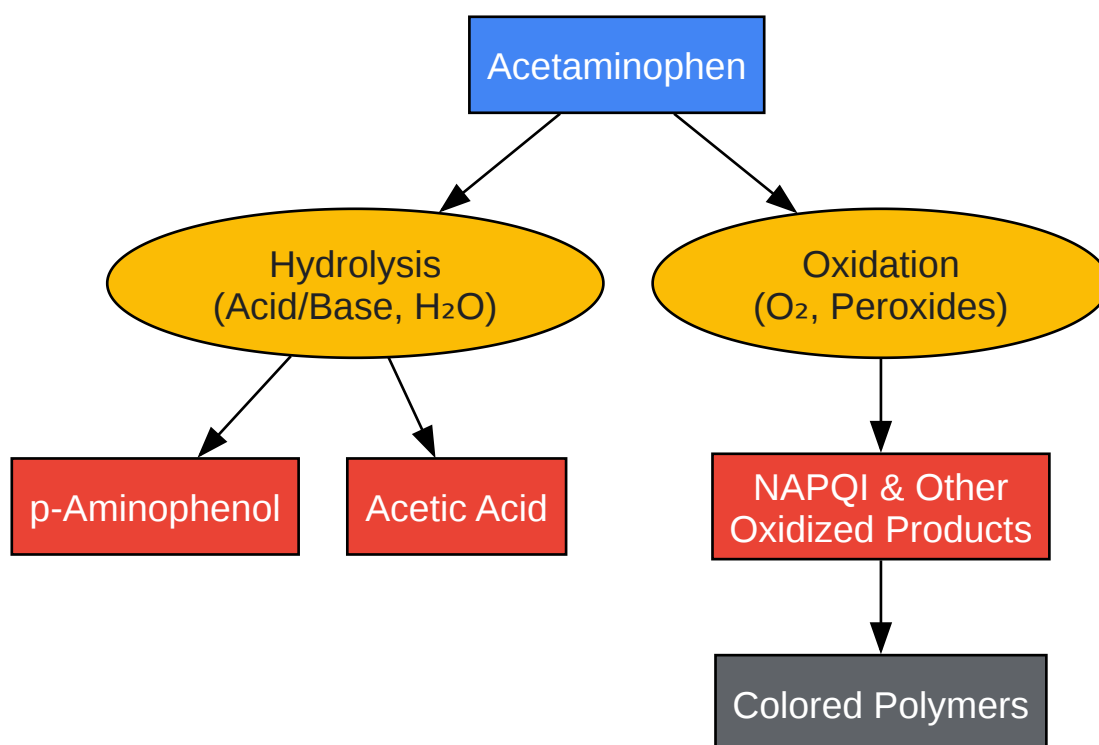 Acetaminophen
Hydrolysis
(Acid/Base, H₂O)
Oxidation
(O₂, Peroxides)
p-Aminophenol
Acetic Acid
NAPQI & Other
Oxidized Products
Colored Polymers